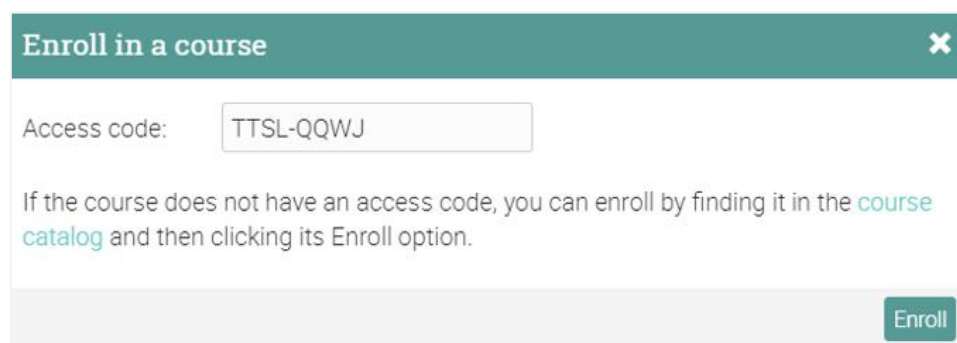 Enroll in a course
Access code: TTSL-QQWJ
If the course does not have an access code, you can enroll by finding it in the course
catalog and then clicking its Enroll option.
Enroll